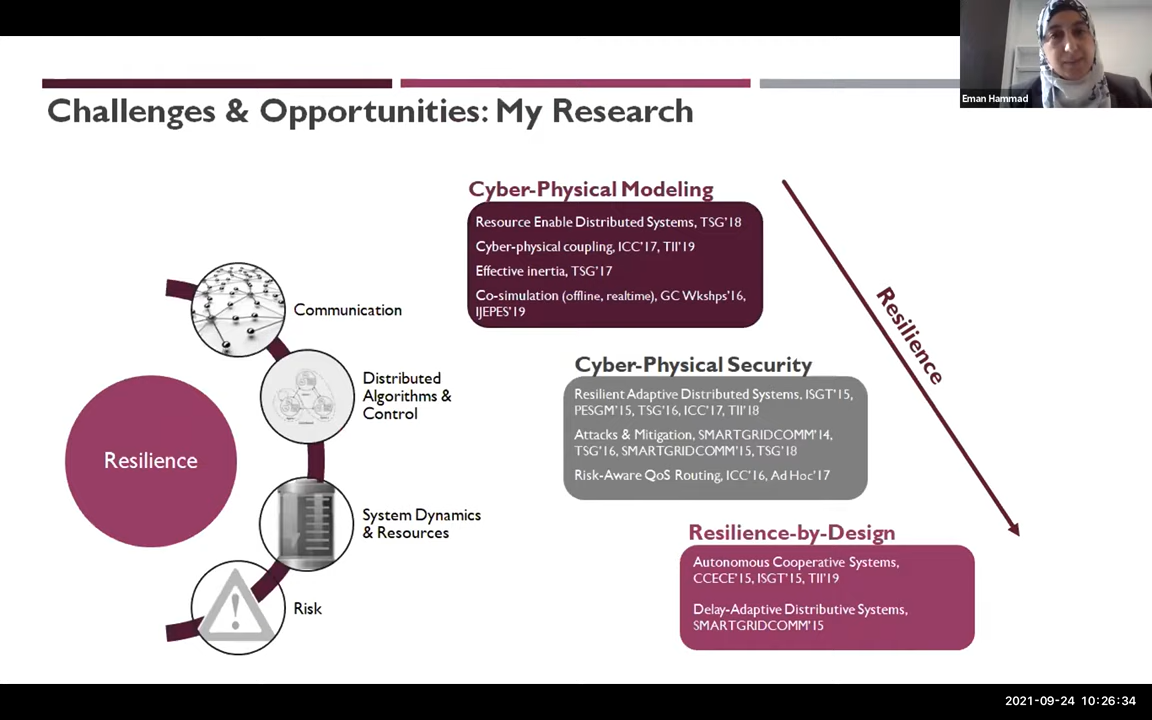 Eman Hammad
Challenges & Opportunities: My Research
Communication
Distributed
Algorithms &
Control
Resilience
System Dynamics
& Resources
Risk
Cyber-Physical Modeling
Resource Enable Distributed Systems, TSG'18
Cyber-physical coupling, ICC'17, TII'19
Effective inertia, TSG'17
Co-simulation (offline, realtime), GC Wkshps'16,
IJEPES'19
Cyber-Physical Security
Resilient Adaptive Distributed Systems, ISGT'15,
PESGM'15, TSG'16, ICC'17, TII'18
Attacks & Mitigation, SMARTGRIDCOMM'14,
TSG'16, SMARTGRIDCOMM'15, TSG'18
Risk-Aware QoS Routing, ICC'16, Ad Hoc'17
Resilience-by-Design
Autonomous Cooperative Systems,
CCECE'15, ISGT'15, TII'19
Delay-Adaptive Distributive Systems,
SMARTGRIDCOMM'15
Resilience
2021-09-24 10:26:34